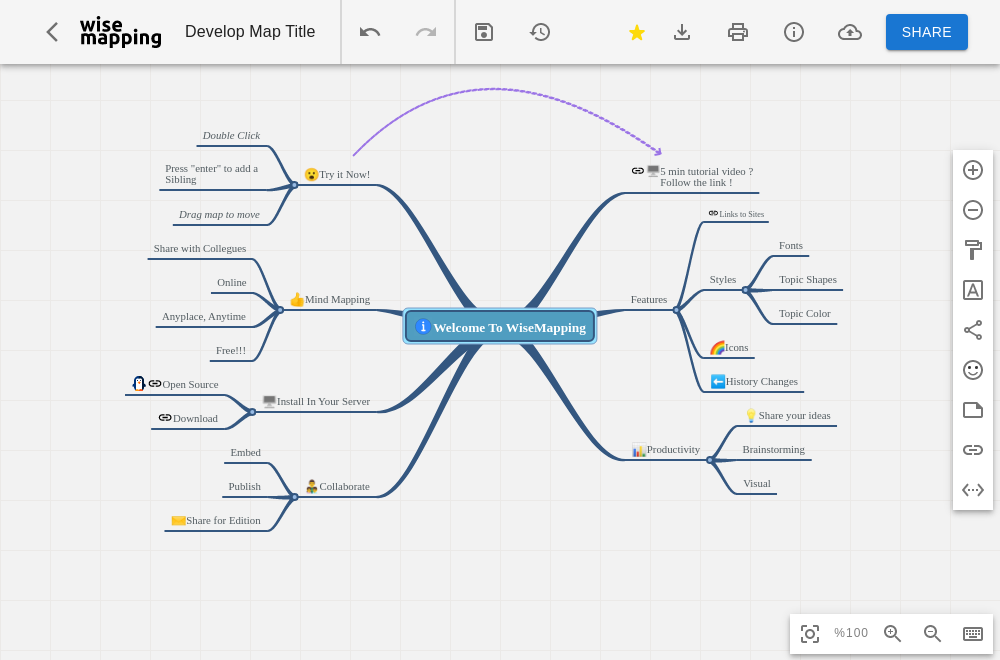 wise
mapping
Develop Map Title
SHARE
Double Click
Press "enter" to add a
Sibling
Drag map to move
😮Try it Now!
Share with Collegues
Online
Anyplace, Anytime
Free!!!
👍Mind Mapping
Open Source
Download
Install In Your Server
Embed
Publish
Share for Edition
Collaborate
Welcome To WiseMapping
5 min tutorial video ?
Follow the link !
Links to Sites
Features
Styles
Fonts
Topic Shapes
Topic Color
Icons
History Changes
Productivity
Share your ideas
Brainstorming
Visual
%100